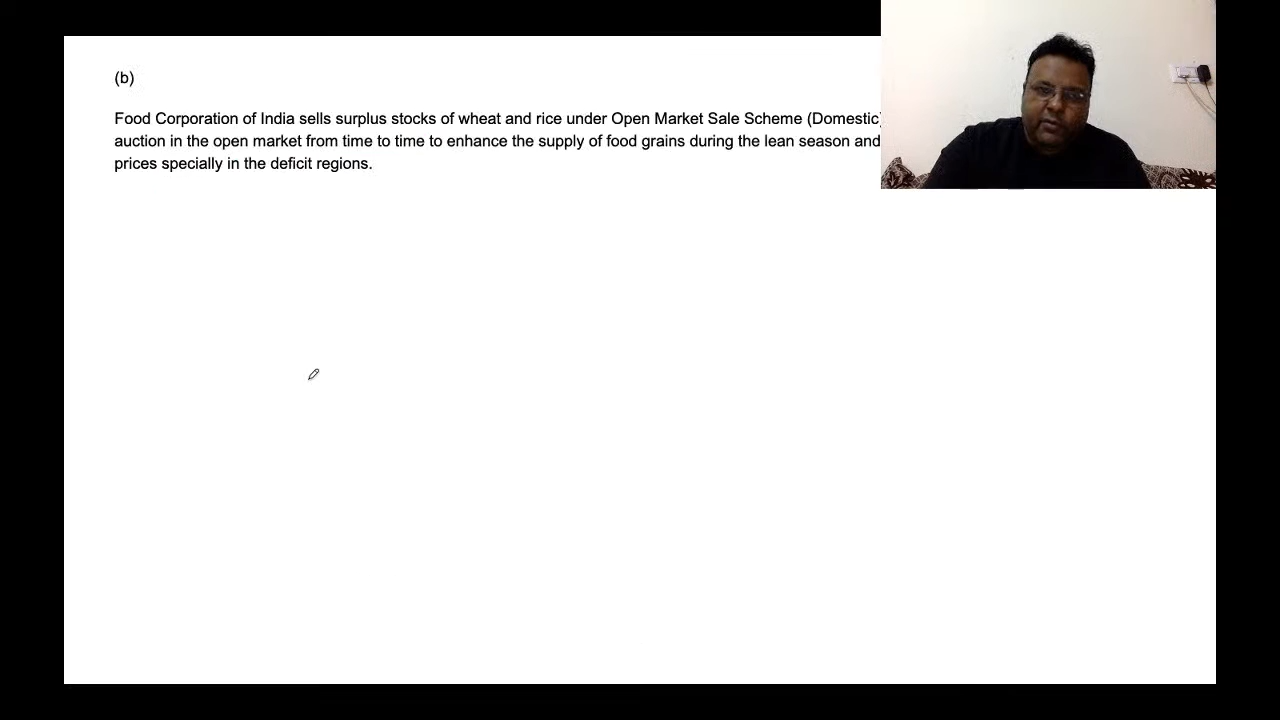 (b)
Food Corporation of India sells surplus stocks of wheat and rice under Open Market Sale Scheme (Domestic)
auction in the open market from time to time to enhance the supply of food grains during the lean season and
prices specially in the deficit regions.